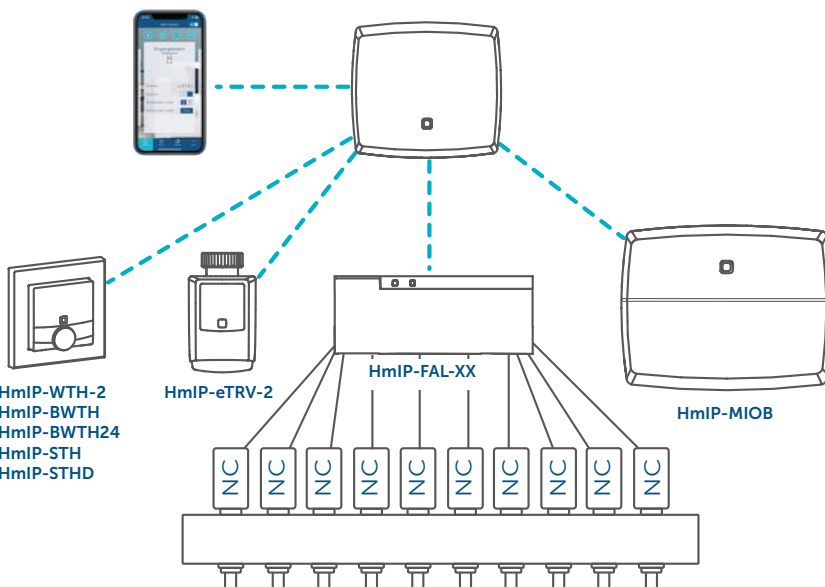 HmIP-WTH-2
HmIP-BWTH
HmIP-BWTH24
HmIP-STH
HmIP-STHD
HmIP-eTRV-2
HmIP-FAL-XX
HmIP-MIOB
NC
NC
NC
NC
NC
NC
NC
NC
NC
NC